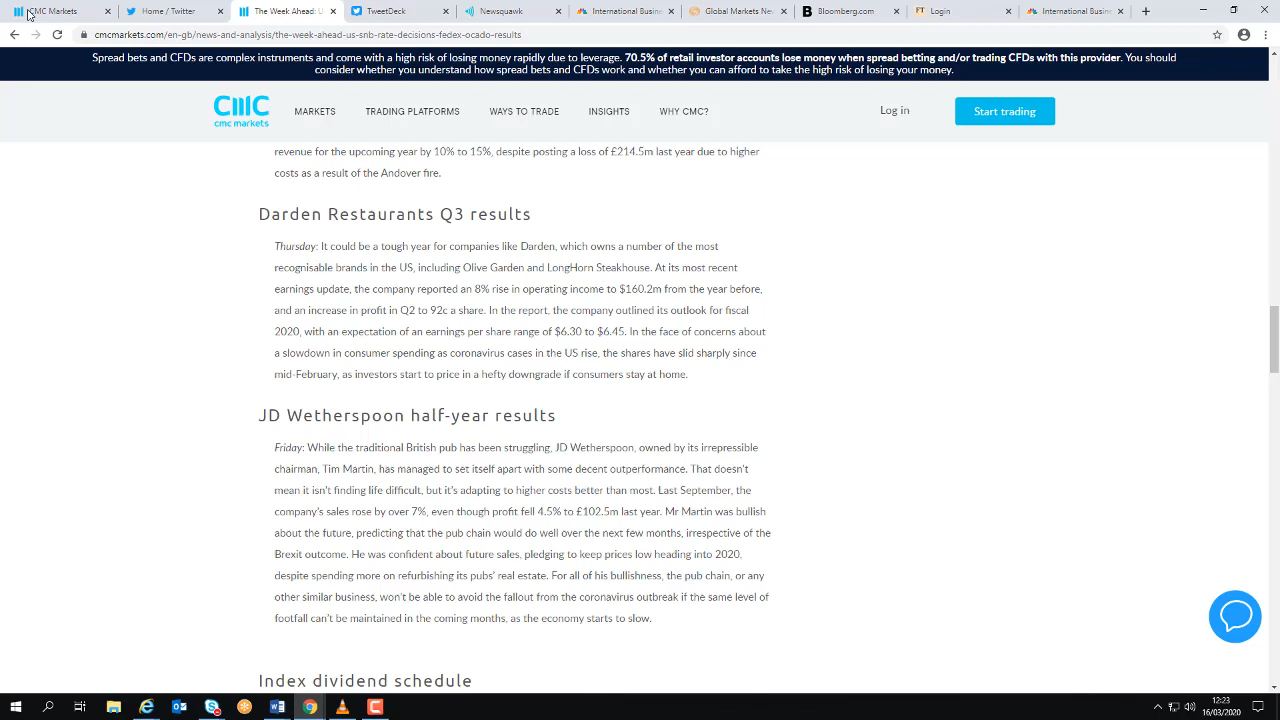 CMC Markets
Home / Twitter
The Week Ahead: U
TweetDeck
Newsquawk
International Busine
Global Markets New
Bloomberg.com
Login
International Busine
cmcmarkets.com/en-gb/news-and-analysis/the-week-ahead-us-snb-rate-decisions-fedex-ocado-results
Spread bets and CFDs are complex instruments and come with a high risk of losing money rapidly due to leverage. 70.5% of retail investor accounts lose money when spread betting and/or trading CFDs with this provider. You should
consider whether you understand how spread bets and CFDs work and whether you can afford to take the high risk of losing your money.
cmc
cmc markets
MARKETS
TRADING PLATFORMS
WAYS TO TRADE
INSIGHTS
WHY CMC?
Log in
Start trading
revenue for the upcoming year by 10% to 15%, despite posting a loss of £214.5m last year due to higher
costs as a result of the Andover fire.
Darden Restaurants Q3 results
Thursday: It could be a tough year for companies like Darden, which owns a number of the most
recognisable brands in the US, including Olive Garden and LongHorn Steakhouse. At its most recent
earnings update, the company reported an 8% rise in operating income to $160.2m from the year before,
and an increase in profit in Q2 to 92c a share. In the report, the company outlined its outlook for fiscal
2020, with an expectation of an earnings per share range of $6.30 to $6.45. In the face of concerns about
a slowdown in consumer spending as coronavirus cases in the US rise, the shares have slid sharply since
mid-February, as investors start to price in a hefty downgrade if consumers stay at home.
JD Wetherspoon half-year results
Friday: While the traditional British pub has been struggling, JD Wetherspoon, owned by its irrepressible
chairman, Tim Martin, has managed to set itself apart with some decent outperformance. That doesn't
mean it isn't finding life difficult, but it's adapting to higher costs better than most. Last September, the
company's sales rose by over 7%, even though profit fell 4.5% to £102.5m last year. Mr Martin was bullish
about the future, predicting that the pub chain would do well over the next few months, irrespective of the
Brexit outcome. He was confident about future sales, pledging to keep prices low heading into 2020,
despite spending more on refurbishing its pubs' real estate. For all of his bullishness, the pub chain, or any
other similar business, won't be able to avoid the fallout from the coronavirus outbreak if the same level of
footfall can't be maintained in the coming months, as the economy starts to slow.
Index dividend schedule
12:23
16/03/2020